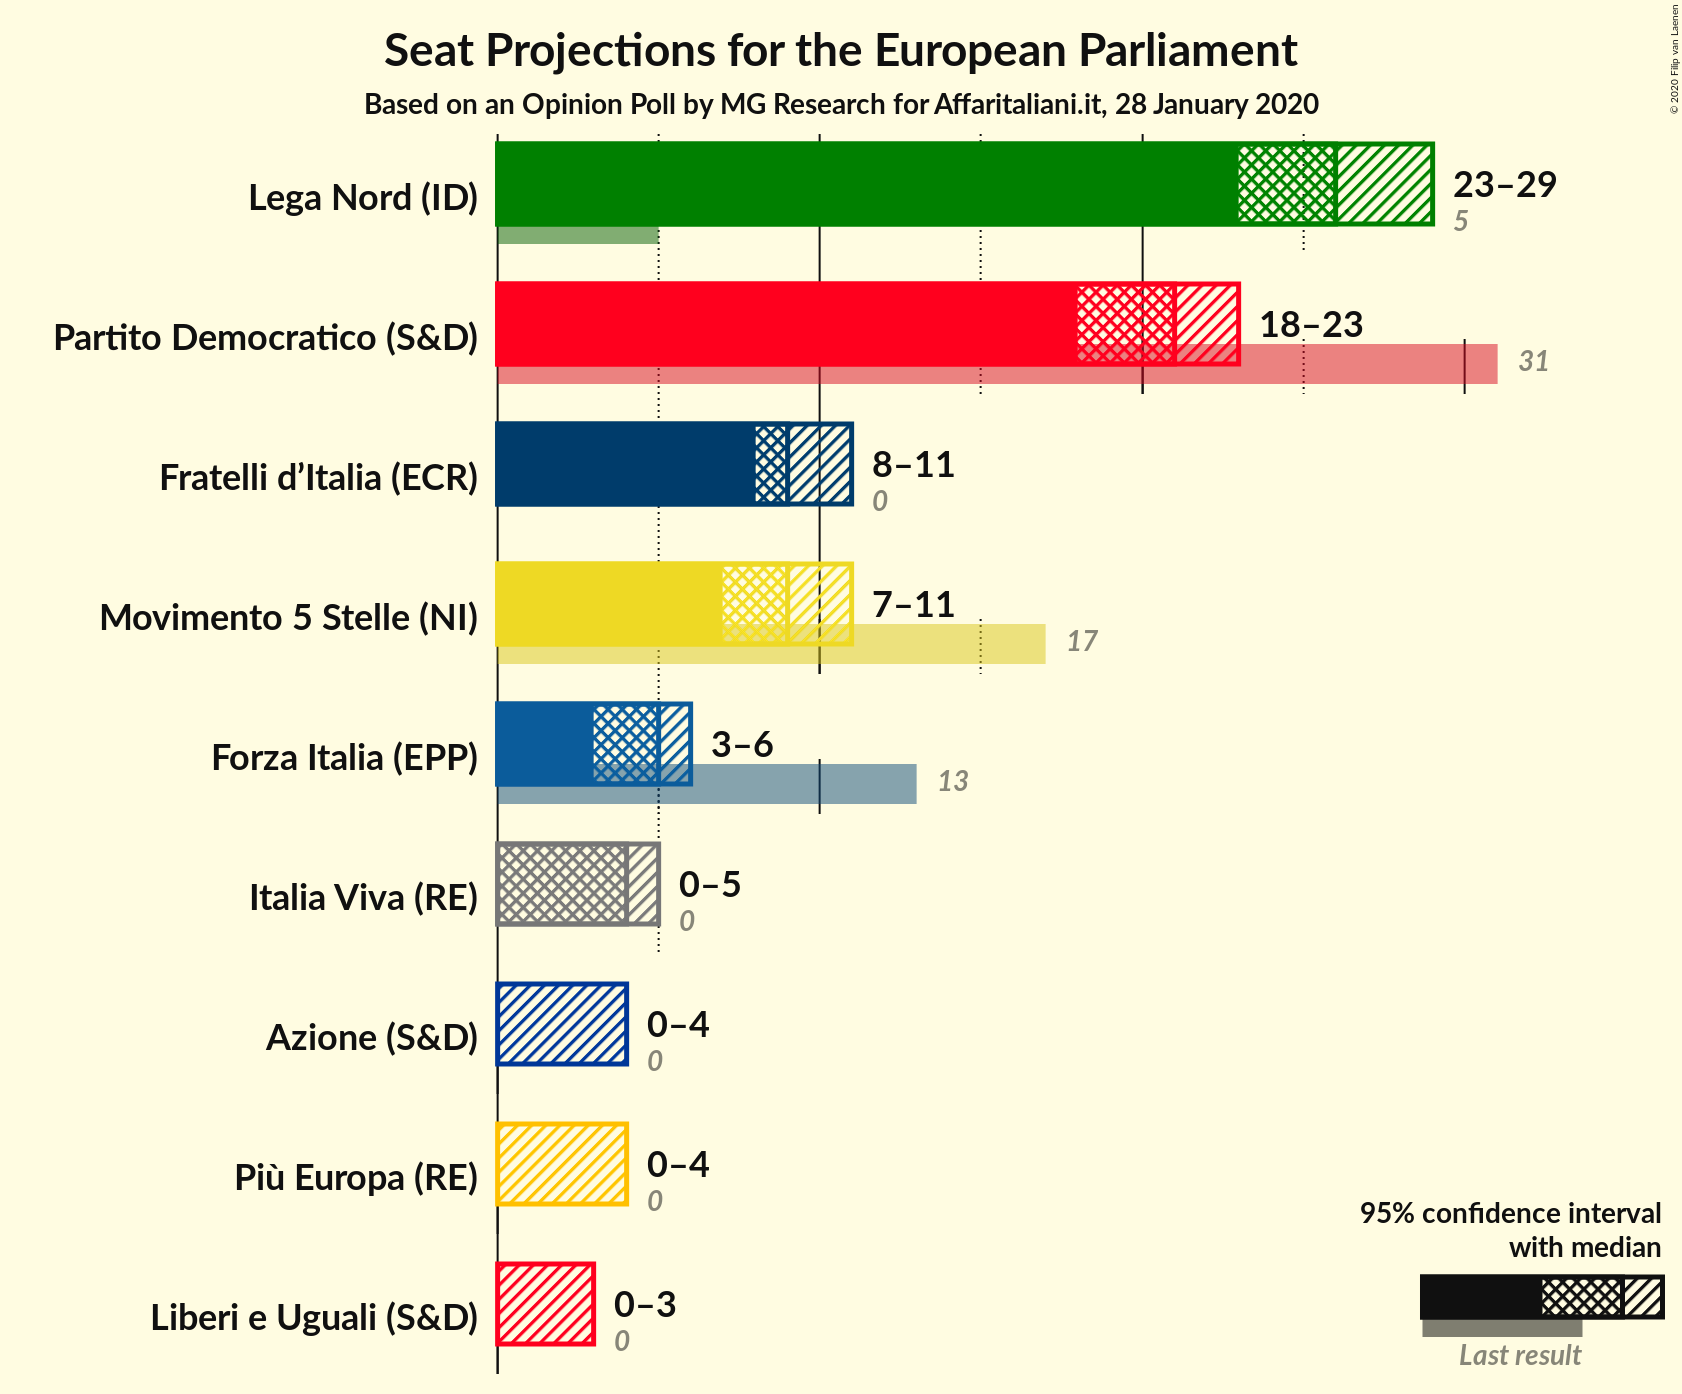 Seat Projections for the European Parliament
Based on an Opinion Poll by MG Research for Affaritaliani.it, 28 January 2020
© 2020 Filip van Laenen
Lega Nord (ID)
23–29
5
Partito Democratico (S&D)
18–23
31
Fratelli d’Italia (ECR)
8–11
0
Movimento 5 Stelle (NI)
7–11
17
Forza Italia (EPP)
3–6
13
Italia Viva (RE)
0–5
0
Azione (S&D)
0–4
0
Più Europa (RE)
0–4
0
Liberi e Uguali (S&D)
0–3
0
95% confidence interval
with median
Last result